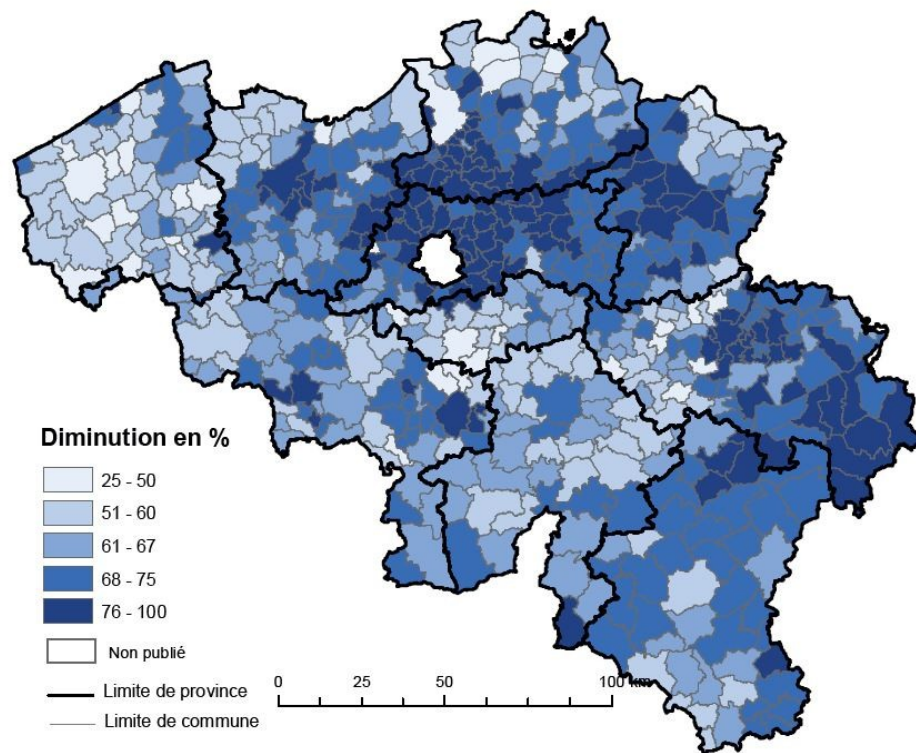 Diminution en %
25 - 50
51 - 60
61 - 67
68 - 75
76 - 100
Non publié
Limite de province
Limite de commune
0 25 50 100 km